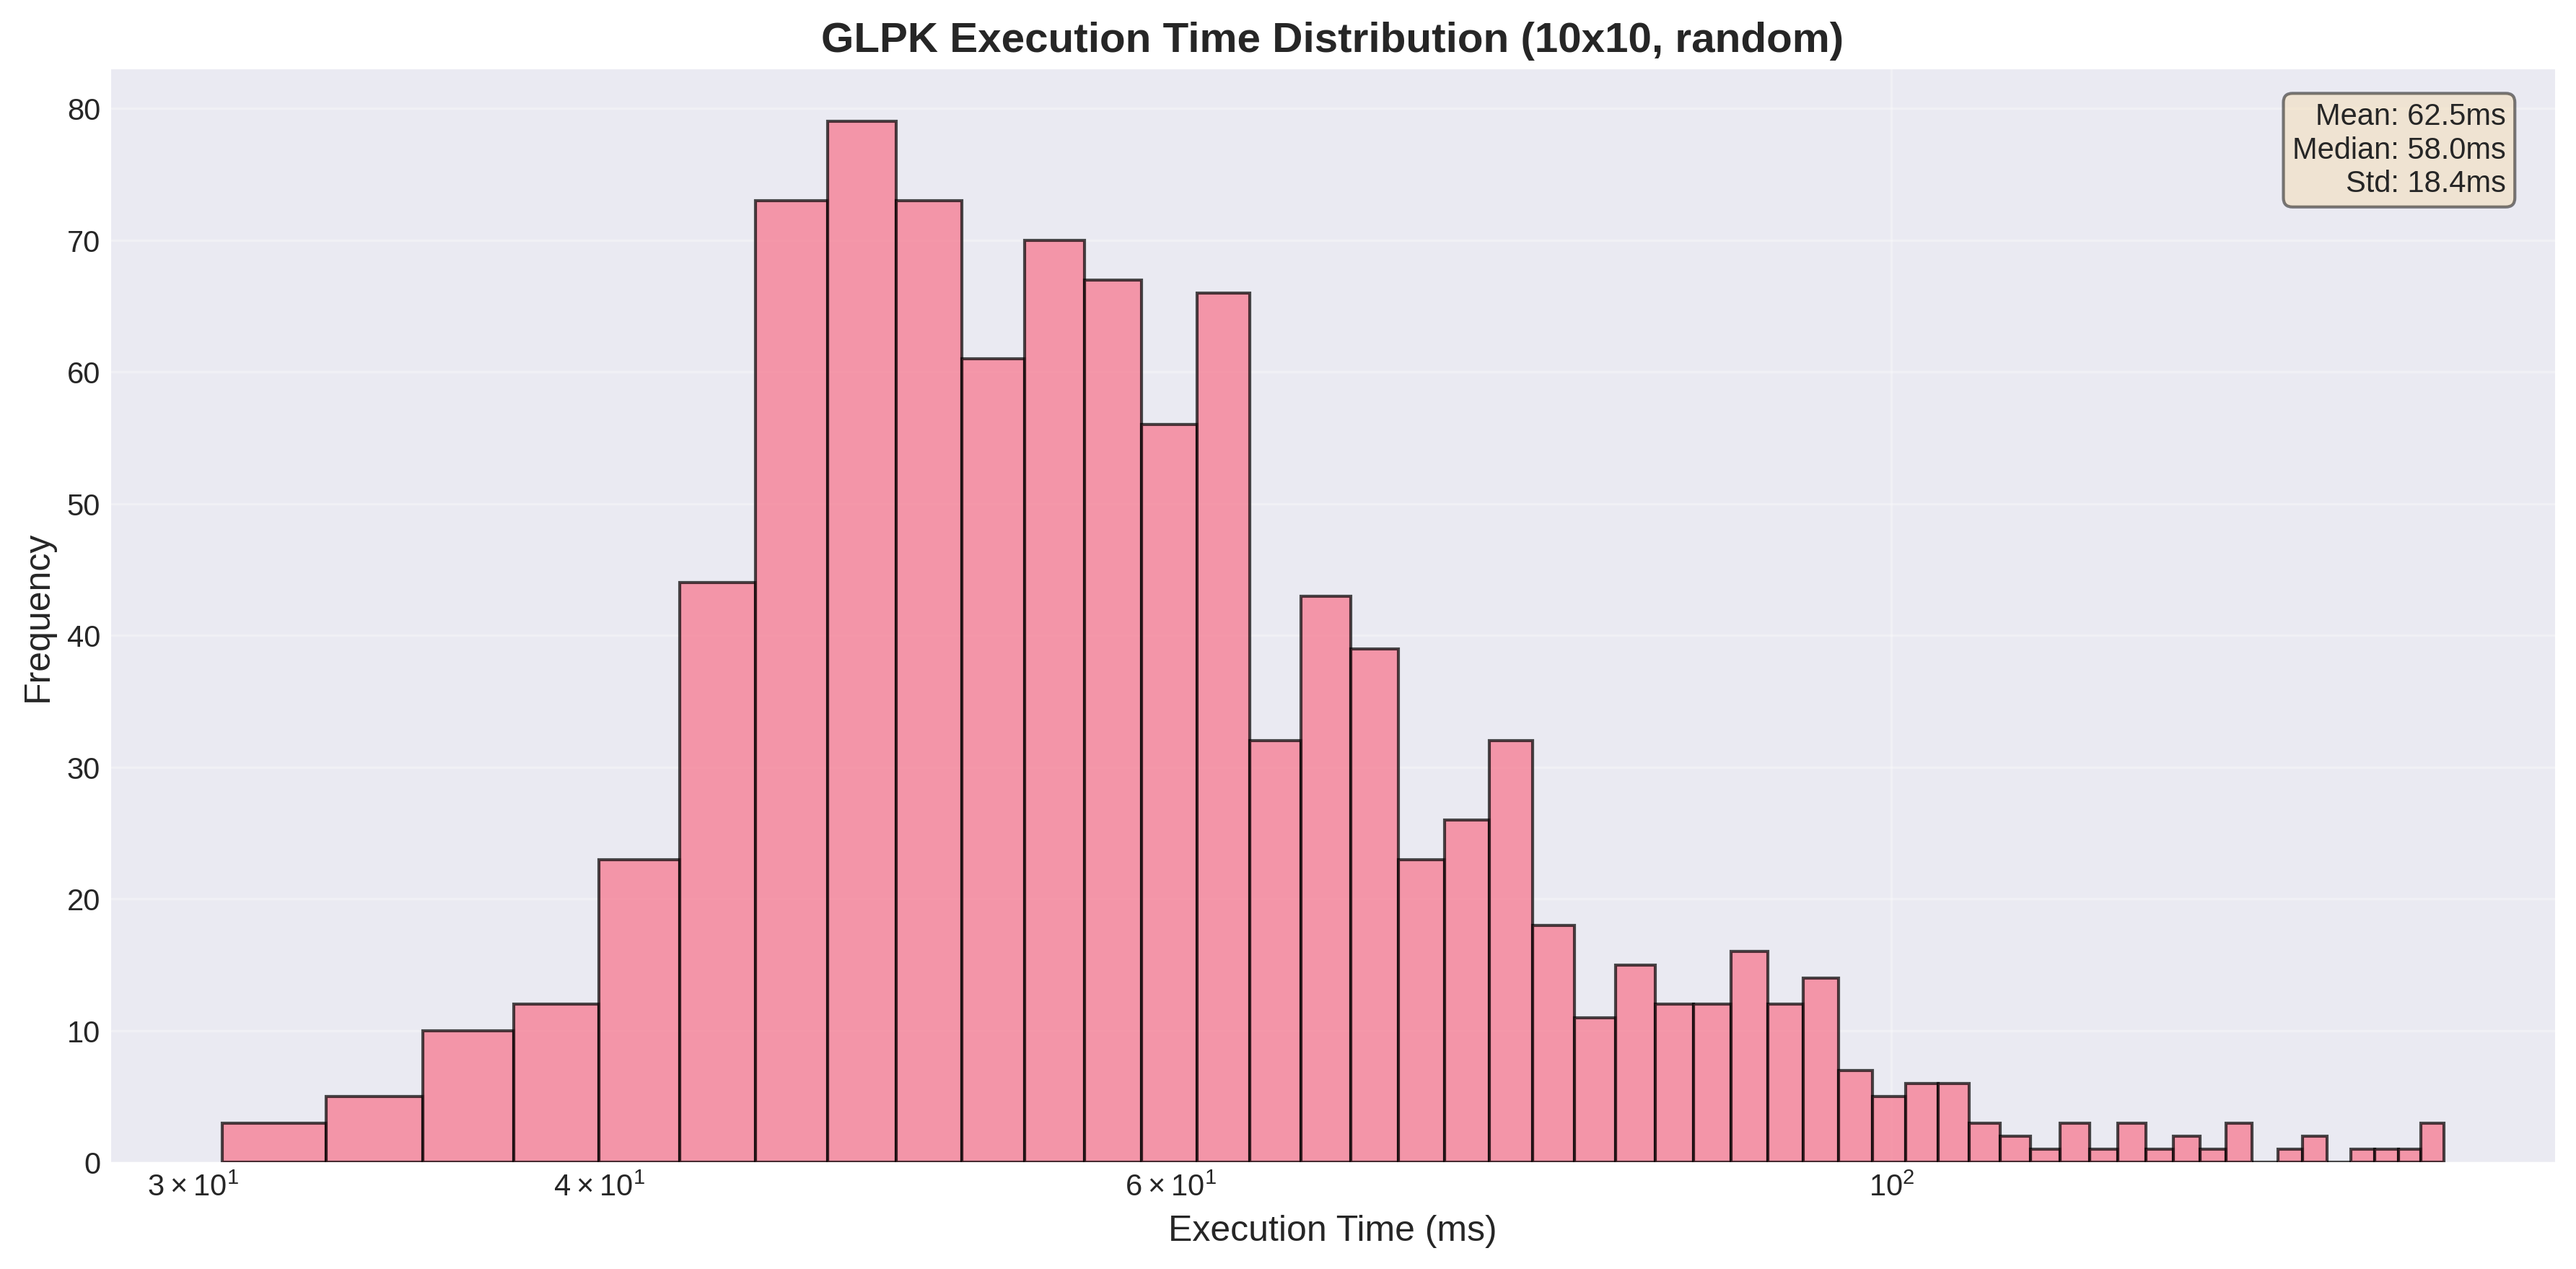 GLPK Execution Time Distribution (10x10, random)
Mean: 62.5ms
Median: 58.0ms
Std: 18.4ms
Frequency
80
70
60
50
40
30
20
10
0
3 × 10¹
4 × 10¹
6 × 10¹
10²
Execution Time (ms)